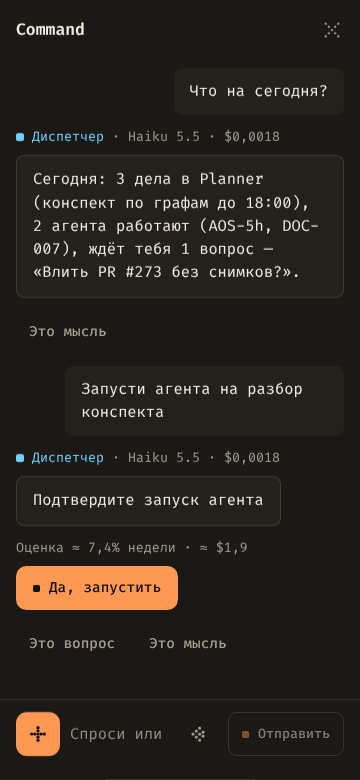 Command
Что на сегодня?
Диспетчер · Haiku 5.5 · $0,0018
Сегодня: 3 дела в Planner
(конспект по графам до 18:00),
2 агента работают (AOS-5h, DOC-
007), ждёт тебя 1 вопрос —
«Влить PR #273 без снимков?».
Это мысль
Запусти агента на разбор
конспекта
Диспетчер · Haiku 5.5 · $0,0018
Подтвердите запуск агента
Оценка ≈ 7,4% недели · ≈ $1,9
Да, запустить
Это вопрос Это мысль
Спроси или Отправить